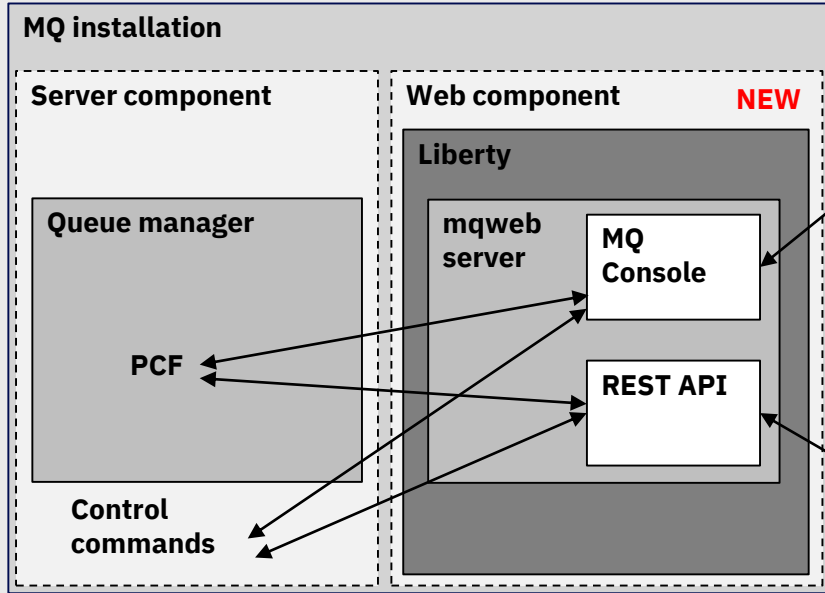 MQ installation
Server component
Web component
NEW
Liberty
Queue manager
mqweb
server
MQ
Console
PCF
REST API
Control
commands